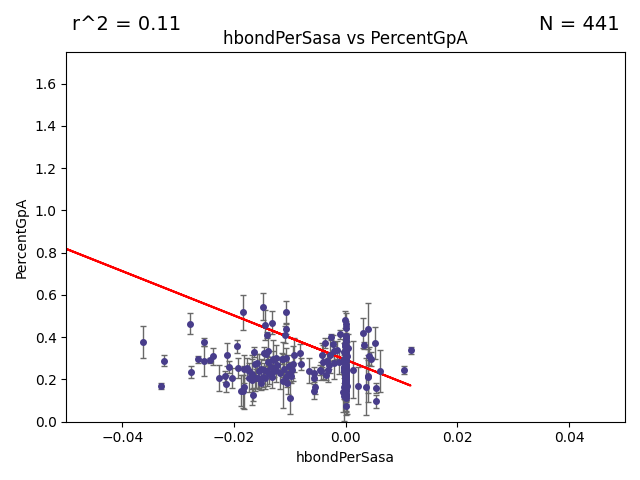 r^2 = 0.11
N = 441
hbondPerSasa vs PercentGpA
1.6
1.4
1.2
1.0
0.8
0.6
0.4
0.2
0.0
PercentGpA
−0.04
−0.02
0.00
0.02
0.04
hbondPerSasa